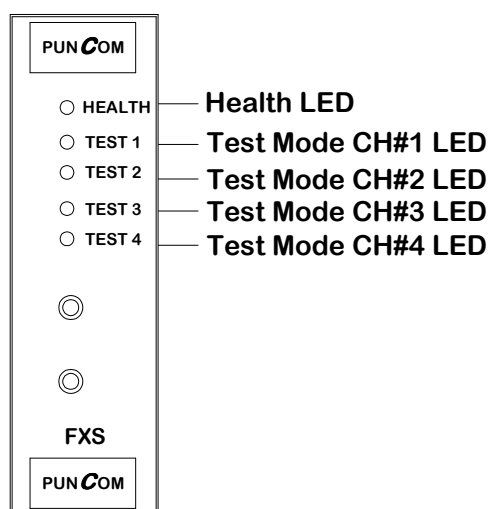 PUNCOM
HEALTH Health LED
TEST 1 Test Mode CH#1 LED
TEST 2 Test Mode CH#2 LED
TEST 3 Test Mode CH#3 LED
TEST 4 Test Mode CH#4 LED
FXS
PUNCOM